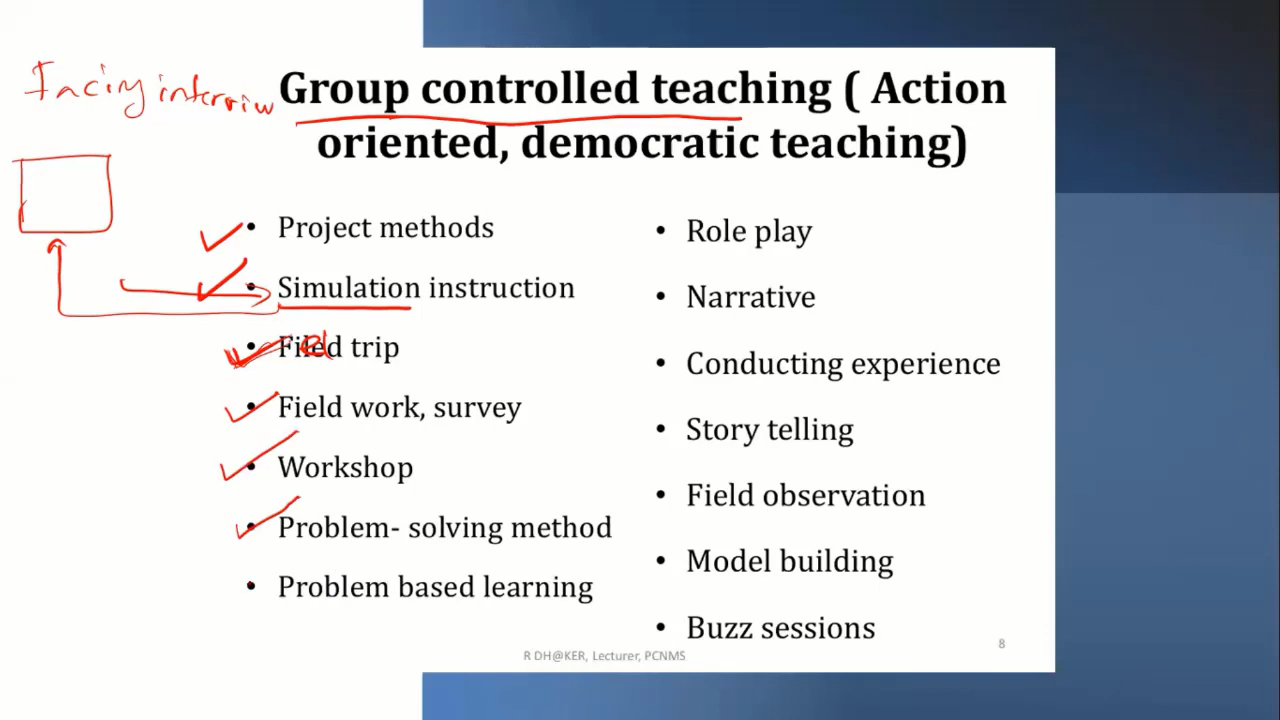 Facing interviw
Group controlled teaching ( Action
oriented, democratic teaching)
• Project methods
• Simulation instruction
• Filed trip
• Field work, survey
• Workshop
• Problem- solving method
• Problem based learning
• Role play
• Narrative
• Conducting experience
• Story telling
• Field observation
• Model building
• Buzz sessions
R DH@KER, Lecturer, PCNMS
8